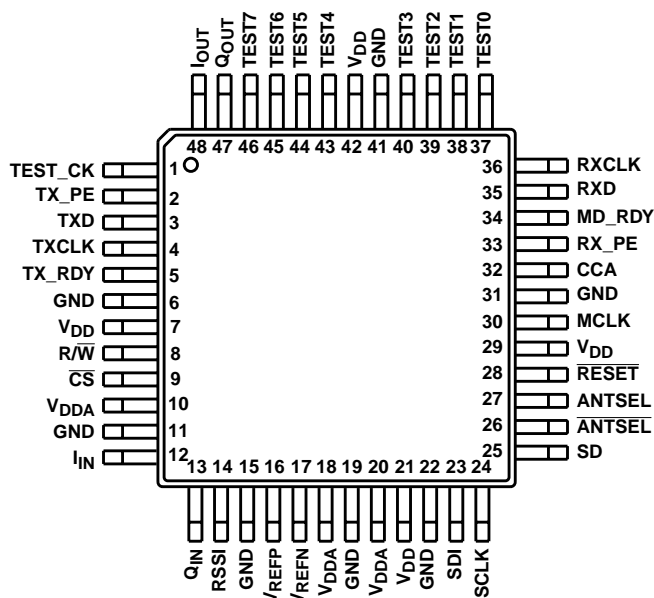 IOUT
QOUT
TEST7
TEST6
TEST5
TEST4
VDD
GND
TEST3
TEST2
TEST1
TEST0
48 47 46 45 44 43 42 41 40 39 38 37
TEST_CK 1
TX_PE 2
TXD 3
TXCLK 4
TX_RDY 5
GND 6
VDD 7
R/W̅ 8
C̅S̅ 9
VDDA 10
GND 11
IIN 12
36 RXCLK
35 RXD
34 MD_RDY
33 RX_PE
32 CCA
31 GND
30 MCLK
29 VDD
28 R̅E̅S̅E̅T̅
27 ANTSEL
26 A̅N̅T̅S̅E̅L̅
25 SD
13 14 15 16 17 18 19 20 21 22 23 24
QIN
RSSI
GND
VREFP
VREFN
VDDA
GND
VDDA
VDD
GND
SDI
SCLK